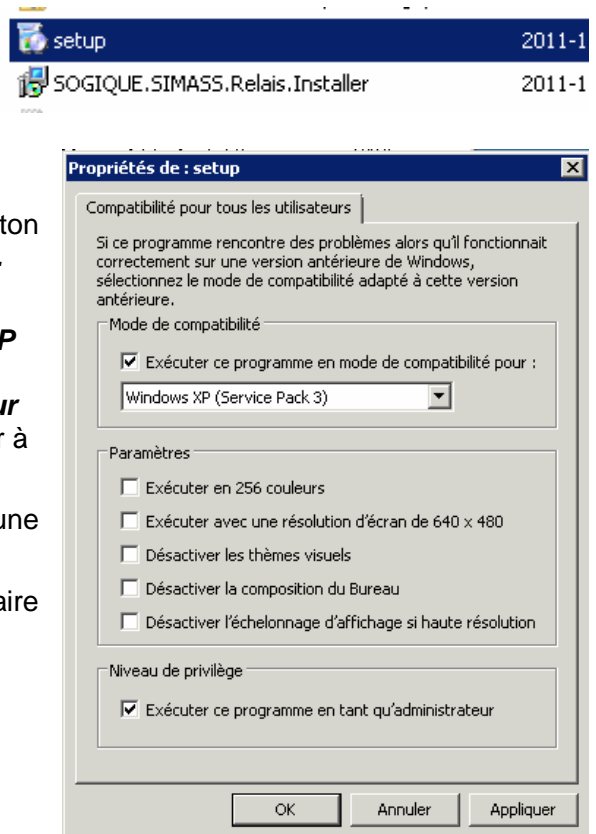 setup 2011-1
SOGIQUE.SIMASS.Relais.Installer 2011-1
Propriétés de : setup
Compatibilité pour tous les utilisateurs
ton
Si ce programme rencontre des problèmes alors qu'il fonctionnait
correctement sur une version antérieure de Windows,
sélectionnez le mode de compatibilité adapté à cette version
antérieure.
P
Mode de compatibilité
Exécuter ce programme en mode de compatibilité pour :
ur
Windows XP (Service Pack 3)
r à
Paramètres
Exécuter en 256 couleurs
une
Exécuter avec une résolution d'écran de 640 x 480
Désactiver les thèmes visuels
aire
Désactiver la composition du Bureau
Désactiver l'échelonnage d'affichage si haute résolution
Niveau de privilège
Exécuter ce programme en tant qu'administrateur
OK Annuler Appliquer